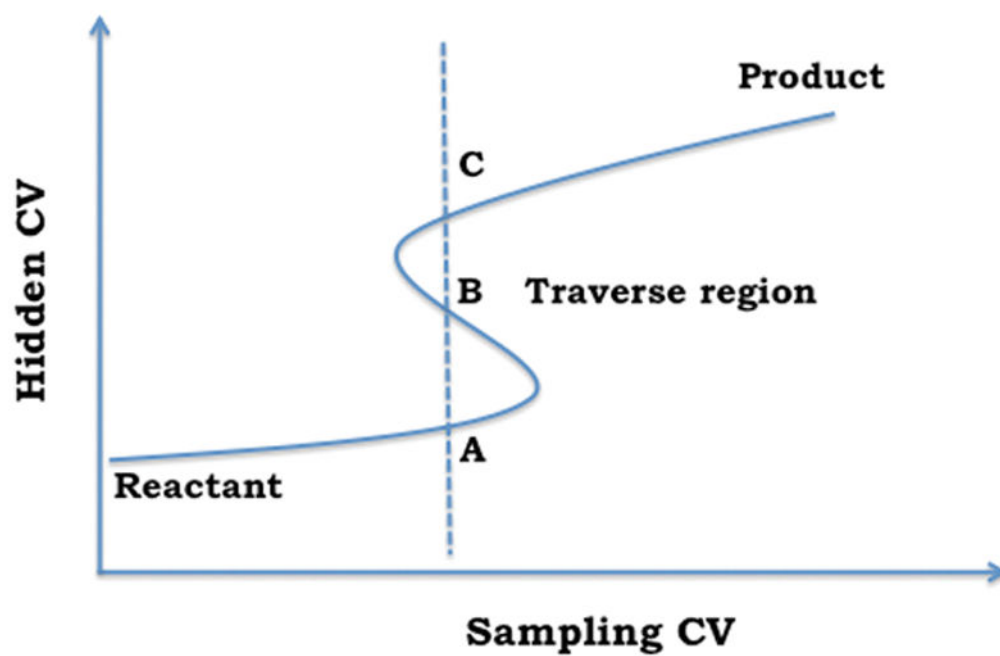 Product
C
Hidden CV
B Traverse region
A
Reactant
Sampling CV